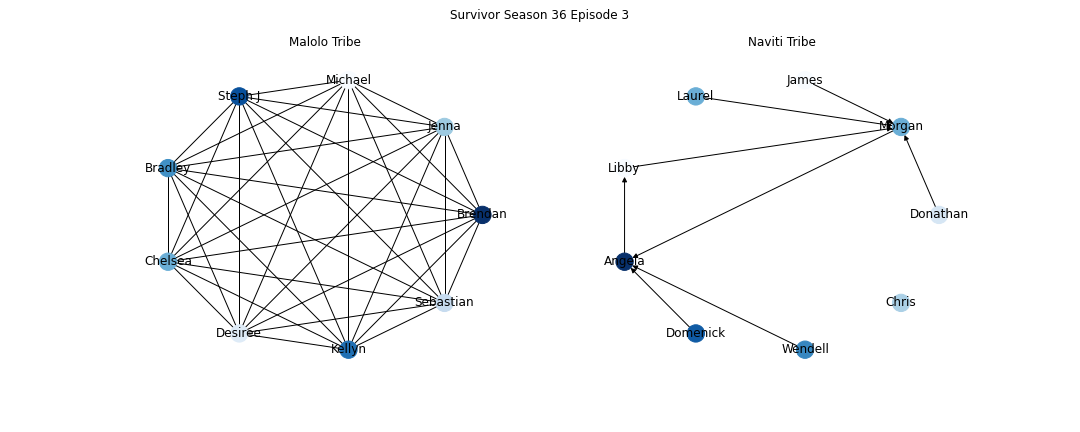 Survivor Season 36 Episode 3
Malolo Tribe
Naviti Tribe
Michael
Steph J
Jenna
Bradley
Brendan
Chelsea
Sebastian
Desiree
Kellyn
James
Laurel
Morgan
Libby
Donathan
Angela
Chris
Domenick
Wendell